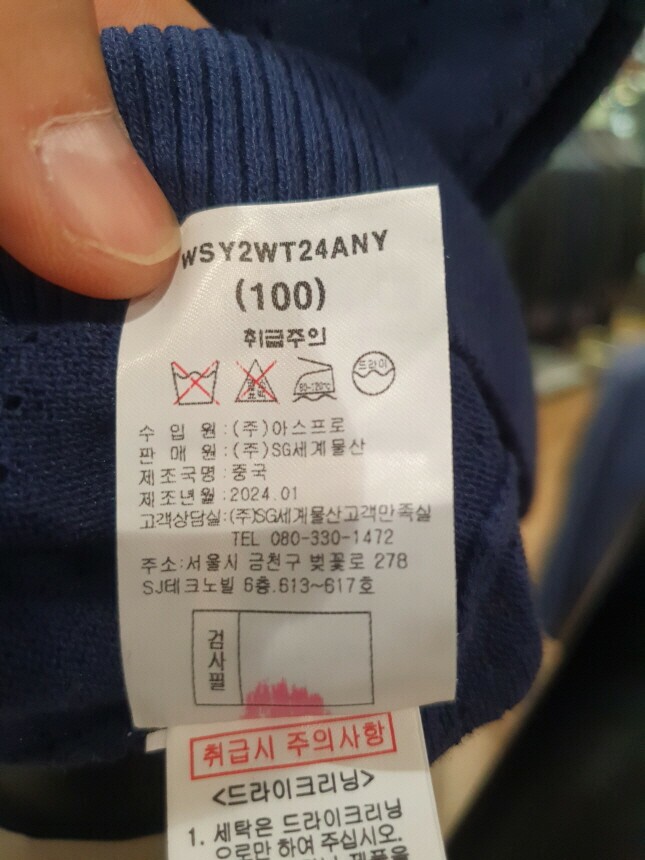 WSY2WT24ANY
(100)
취급주인
80-120℃
드라이
수 입 원:(주)아스프로
판 매 원:(주)SG세계물산
제조국명:중국
제조년월:2024.01
고객상담실:(주)SG세계물산고객만족실
TEL 080-330-1472
주소:서울시 금천구 벚꽃로 278
SJ테크노빌 6층.613~617호
검사필
취급시 주의사항
<드라이크리닝>
1. 세탁은 드라이크리닝
으로만 하여 주십시오.